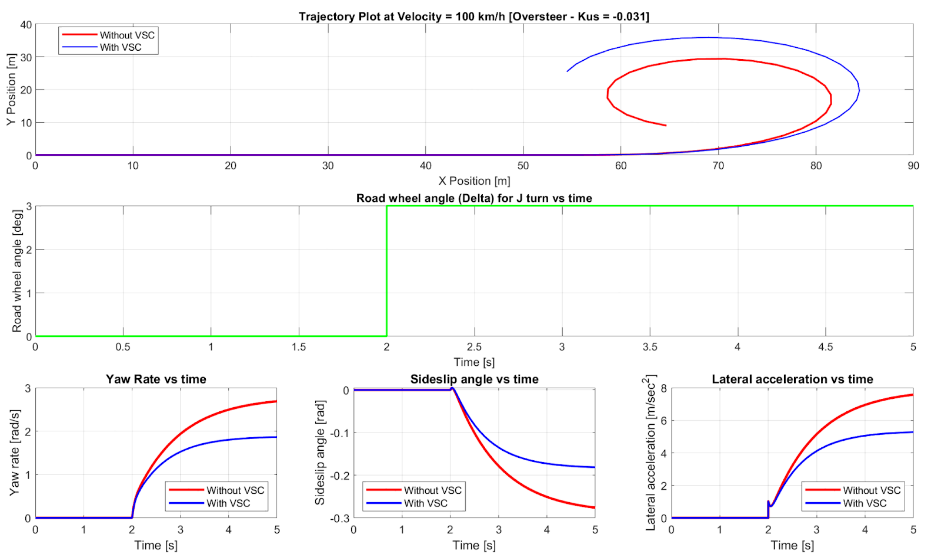 Trajectory Plot at Velocity = 100 km/h [Oversteer - Kus = -0.031]
Without VSC
With VSC
Y Position [m]
40
30
20
10
0
0 10 20 30 40 50 60 70 80 90
X Position [m]
Road wheel angle (Delta) for J turn vs time
Road wheel angle [deg]
3
2
1
0
0 0.5 1 1.5 2 2.5 3 3.5 4 4.5 5
Time [s]
Yaw Rate vs time
Yaw rate [rad/s]
3
2
1
0
Without VSC
With VSC
0 1 2 3 4 5
Time [s]
Sideslip angle vs time
Sideslip angle [rad]
0
-0.1
-0.2
-0.3
Without VSC
With VSC
0 1 2 3 4 5
Time [s]
Lateral acceleration vs time
Lateral acceleration [m/sec²]
8
6
4
2
0
Without VSC
With VSC
0 1 2 3 4 5
Time [s]